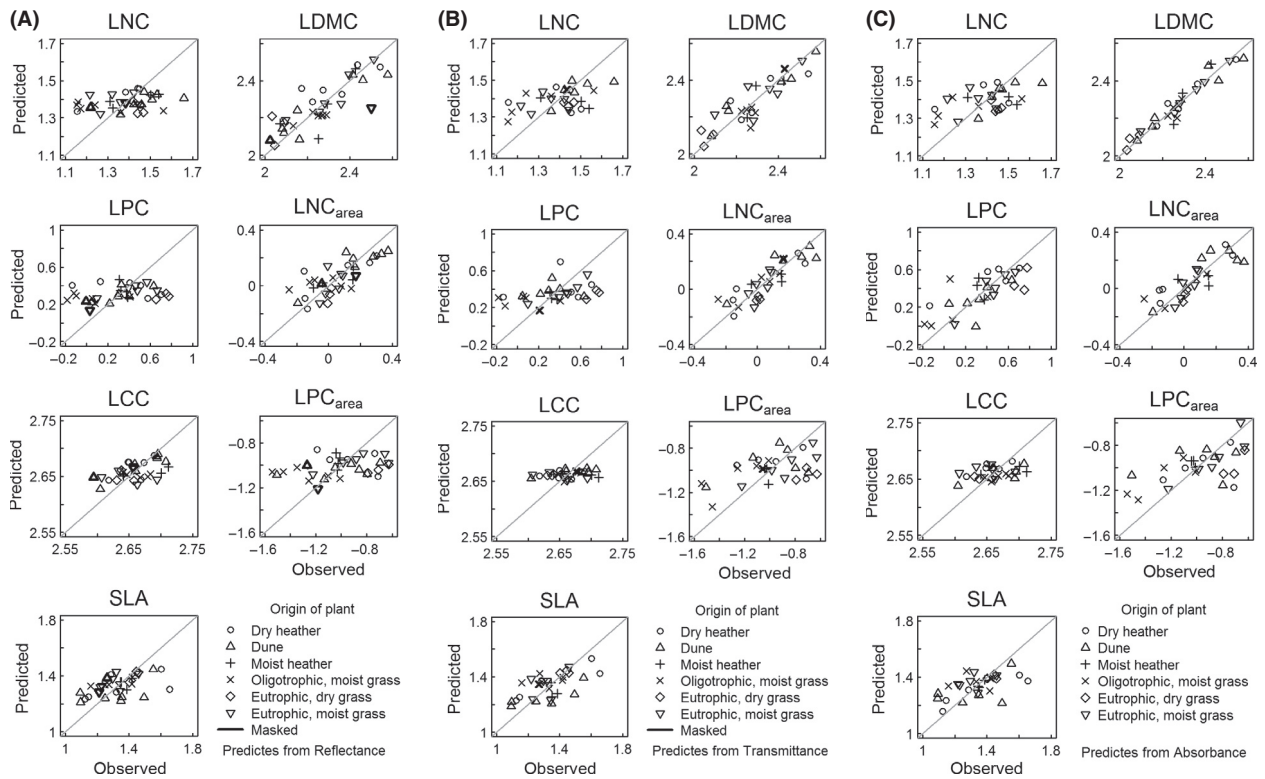 (A)
LNC
LDMC
1.7
1.5
1.3
1.1
1.1
1.3
1.5
1.7
Predicted
2.4
2
2
2.4
LPC
LNCarea
1
0.6
0.2
−0.2
−0.2
0.2
0.6
1
Predicted
0.4
0
−0.4
−0.4
0
0.4
LCC
LPCarea
2.75
2.65
2.55
2.55
2.65
2.75
Predicted
−0.8
−1.2
−1.6
−1.6
−1.2
−0.8
Observed
SLA
1.8
1.4
1
1
1.4
1.8
Predicted
Observed
Origin of plant
Dry heather
Dune
Moist heather
Oligotrophic, moist grass
Eutrophic, dry grass
Eutrophic, moist grass
Masked
Predictes from Reflectance
(B)
LNC
LDMC
1.7
1.5
1.3
1.1
1.1
1.3
1.5
1.7
Predicted
2.4
2
2
2.4
LPC
LNCarea
1
0.6
0.2
−0.2
−0.2
0.2
0.6
1
Predicted
0.4
0
−0.4
−0.4
0
0.4
LCC
LPCarea
2.75
2.65
2.55
2.55
2.65
2.75
Predicted
−0.8
−1.2
−1.6
−1.6
−1.2
−0.8
Observed
SLA
1.8
1.4
1
1
1.4
1.8
Predicted
Observed
Origin of plant
Dry heather
Dune
Moist heather
Oligotrophic, moist grass
Eutrophic, dry grass
Eutrophic, moist grass
Masked
Predictes from Transmittance
(C)
LNC
LDMC
1.7
1.5
1.3
1.1
1.1
1.3
1.5
1.7
Predicted
2.4
2
2
2.4
LPC
LNCarea
1
0.6
0.2
−0.2
−0.2
0.2
0.6
1
Predicted
0.4
0
−0.4
−0.4
0
0.4
LCC
LPCarea
2.75
2.65
2.55
2.55
2.65
2.75
Predicted
−0.8
−1.2
−1.6
−1.6
−1.2
−0.8
Observed
SLA
1.8
1.4
1
1
1.4
1.8
Predicted
Observed
Origin of plant
Dry heather
Dune
Moist heather
Oligotrophic, moist grass
Eutrophic, dry grass
Eutrophic, moist grass
Predictes from Absorbance